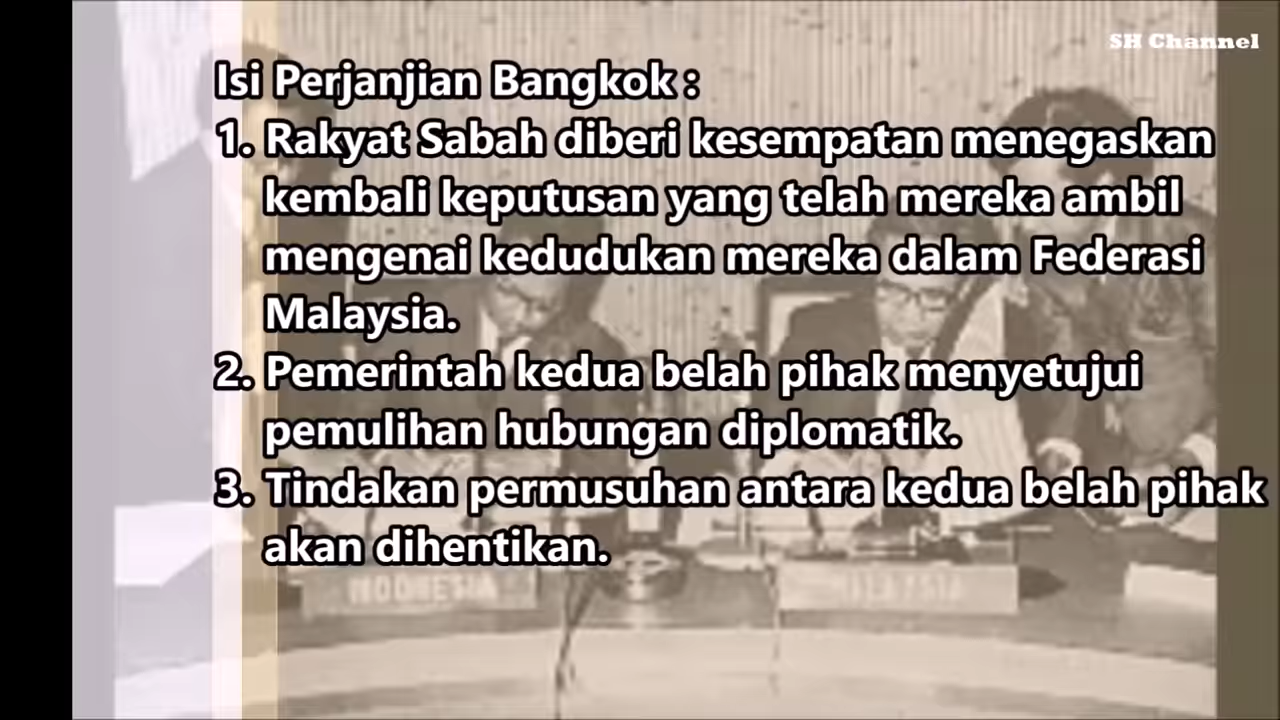 SH Channel
Isi Perjanjian Bangkok :
1. Rakyat Sabah diberi kesempatan menegaskan
kembali keputusan yang telah mereka ambil
mengenai kedudukan mereka dalam Federasi
Malaysia.
2. Pemerintah kedua belah pihak menyetujui
pemulihan hubungan diplomatik.
3. Tindakan permusuhan antara kedua belah pihak
akan dihentikan.
INDONESIA
MALAYSIA